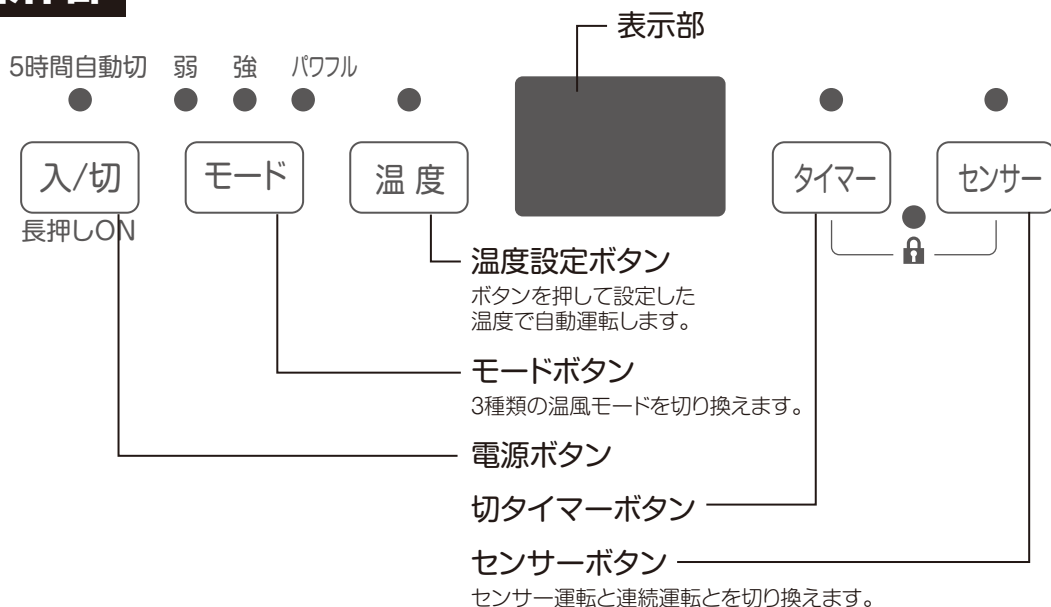 表示部
5時間自動切 弱 強 パワフル
入/切 モード 温度 タイマー センサー
長押しON
温度設定ボタン
ボタンを押して設定した
温度で自動運転します。
モードボタン
3種類の温風モードを切り換えます。
電源ボタン
切タイマーボタン
センサーボタン
センサー運転と連続運転とを切り換えます。